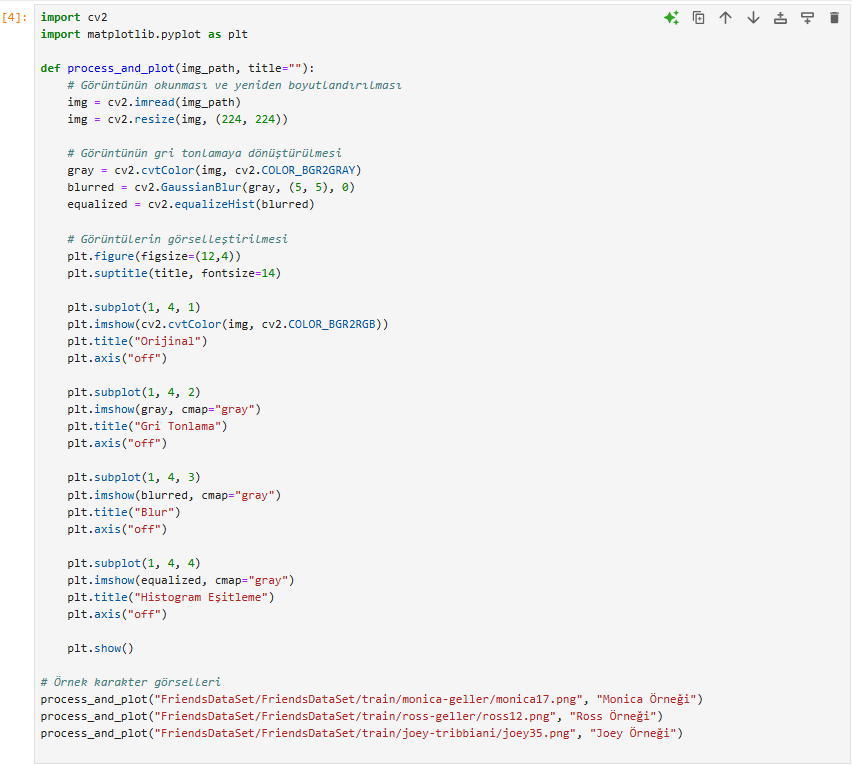 [4]:
import cv2
import matplotlib.pyplot as plt

def process_and_plot(img_path, title=""):
    # Görüntünün okunması ve yeniden boyutlandırılması
    img = cv2.imread(img_path)
    img = cv2.resize(img, (224, 224))

    # Görüntünün gri tonlamaya dönüştürülmesi
    gray = cv2.cvtColor(img, cv2.COLOR_BGR2GRAY)
    blurred = cv2.GaussianBlur(gray, (5, 5), 0)
    equalized = cv2.equalizeHist(blurred)

    # Görüntülerin görselleştirilmesi
    plt.figure(figsize=(12,4))
    plt.suptitle(title, fontsize=14)

    plt.subplot(1, 4, 1)
    plt.imshow(cv2.cvtColor(img, cv2.COLOR_BGR2RGB))
    plt.title("Orijinal")
    plt.axis("off")

    plt.subplot(1, 4, 2)
    plt.imshow(gray, cmap="gray")
    plt.title("Gri Tonlama")
    plt.axis("off")

    plt.subplot(1, 4, 3)
    plt.imshow(blurred, cmap="gray")
    plt.title("Blur")
    plt.axis("off")

    plt.subplot(1, 4, 4)
    plt.imshow(equalized, cmap="gray")
    plt.title("Histogram Eşitleme")
    plt.axis("off")

    plt.show()

# Örnek karakter görselleri
process_and_plot("FriendsDataSet/FriendsDataSet/train/monica-geller/monica17.png", "Monica Örneği")
process_and_plot("FriendsDataSet/FriendsDataSet/train/ross-geller/ross12.png", "Ross Örneği")
process_and_plot("FriendsDataSet/FriendsDataSet/train/joey-tribbiani/joey35.png", "Joey Örneği")